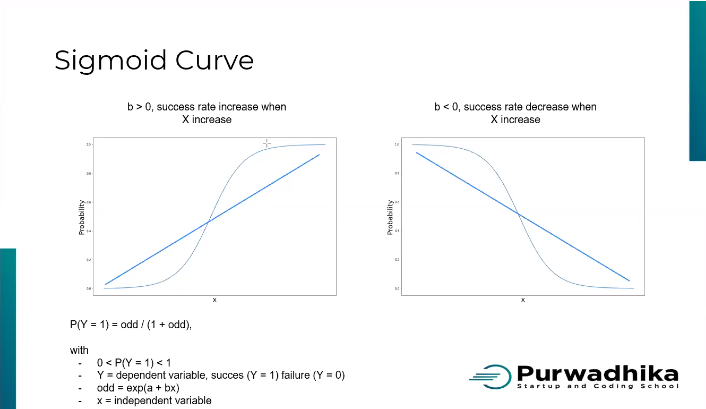 Sigmoid Curve
b > 0, success rate increase when
X increase
b < 0, success rate decrease when
X increase
1.0
0.8
0.6
0.4
0.2
0.0
Probability
x
1.0
0.8
0.6
0.4
0.2
0.0
Probability
x
P(Y = 1) = odd / (1 + odd),
with
- 0 < P(Y = 1) < 1
- Y = dependent variable, succes (Y = 1) failure (Y = 0)
- odd = exp(a + bx)
- x = independent variable
Purwadhika
Startup and Coding School